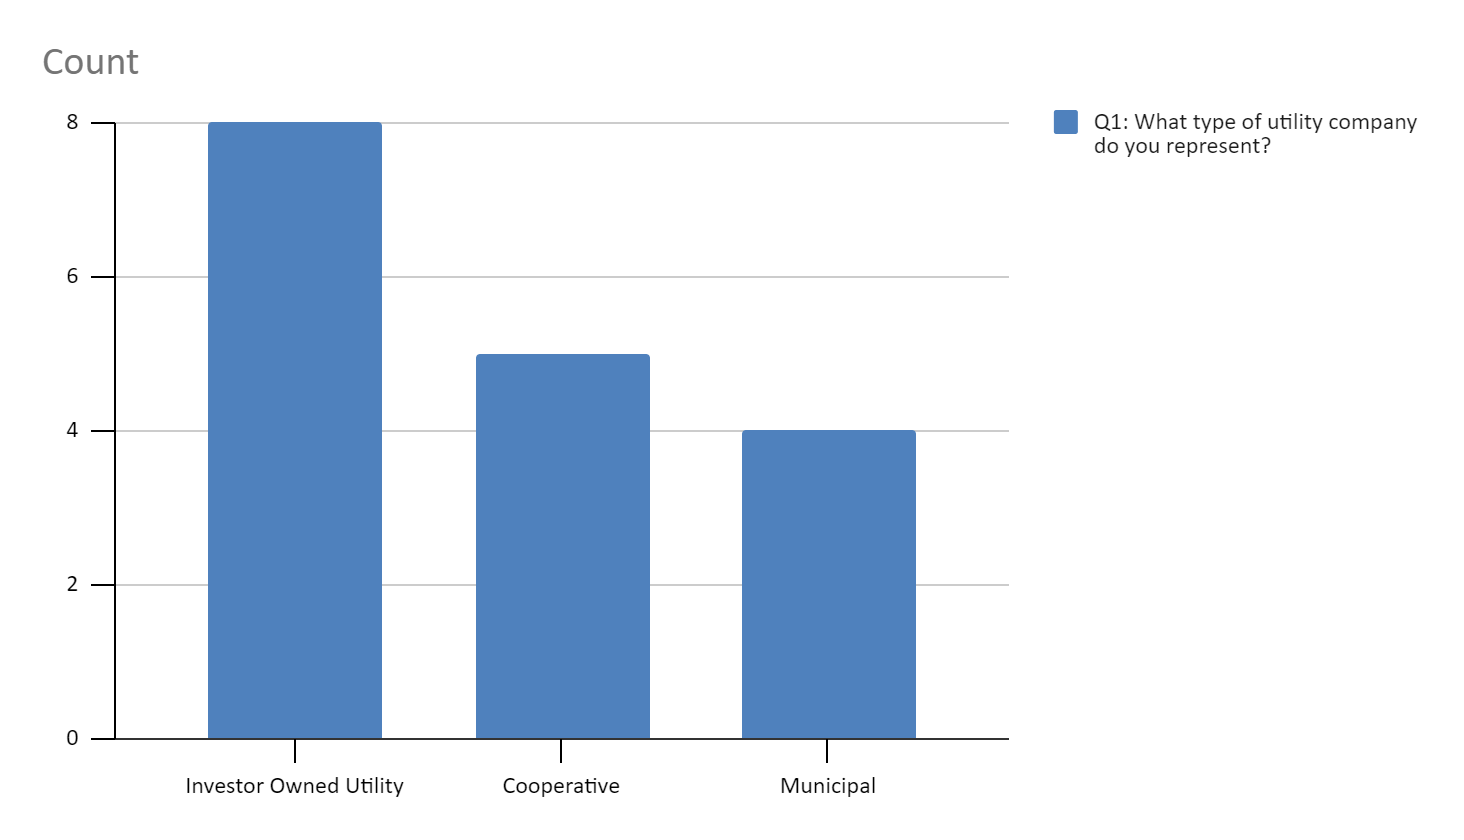 Count
8
6
4
2
0
Investor Owned Utility
Cooperative
Municipal
Q1: What type of utility company
do you represent?